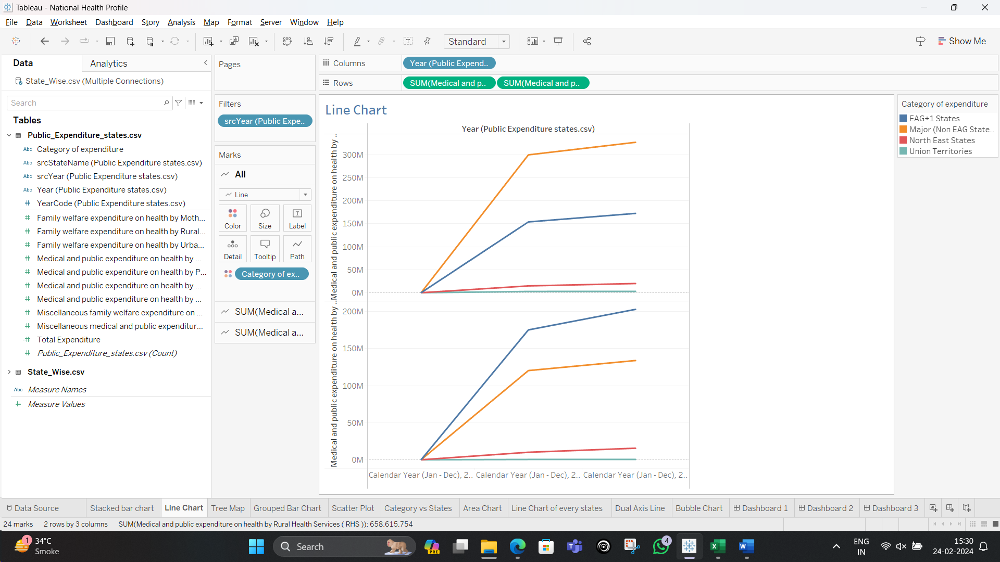 Tableau - National Health Profile
File Data Worksheet Dashboard Story Analysis Map Format Server Window Help
Standard
Show Me
Data Analytics
State_Wise.csv (Multiple Connections)
Search
Tables
Public_Expenditure_states.csv
Abc Category of expenditure
Abc srcStateName (Public Expenditure states.csv)
Abc srcYear (Public Expenditure states.csv)
Abc Year (Public Expenditure states.csv)
# YearCode (Public Expenditure states.csv)
# Family welfare expenditure on health by Moth...
# Family welfare expenditure on health by Rural...
# Family welfare expenditure on health by Urba...
# Medical and public expenditure on health by ...
# Medical and public expenditure on health by P...
# Medical and public expenditure on health by ...
# Medical and public expenditure on health by ...
# Miscellaneous family welfare expenditure on ...
# Miscellaneous medical and public expenditur...
=# Total Expenditure
# Public_Expenditure_states.csv (Count)
State_Wise.csv
Abc Measure Names
# Measure Values
Pages
Filters
srcYear (Public Expe..
Marks
All
Line
Color Size Label
Detail Tooltip Path
Category of ex..
SUM(Medical a...
SUM(Medical a...
Columns
Year (Public Expend..
Rows
SUM(Medical and p.. SUM(Medical and p..
Line Chart
Year (Public Expenditure states.csv)
Medical and public expenditure on health by ..
300M
250M
200M
150M
100M
50M
0M
Medical and public expenditure on health by ..
200M
150M
100M
50M
0M
Calendar Year (Jan - Dec), 2.. Calendar Year (Jan - Dec), 2.. Calendar Year (Jan - Dec), 2..
Category of expenditure
EAG+1 States
Major (Non EAG State..
North East States
Union Territories
Data Source Stacked bar chart Line Chart Tree Map Grouped Bar Chart Scatter Plot Category vs States Area Chart Line Chart of every states Dual Axis Line Bubble Chart Dashboard 1 Dashboard 2 Dashboard 3
24 marks 2 rows by 3 columns SUM(Medical and public expenditure on health by Rural Health Services ( RHS )): 658,615,754
1
34°C
Smoke
Search
PRE
4
ENG
IN
15:30
24-02-2024